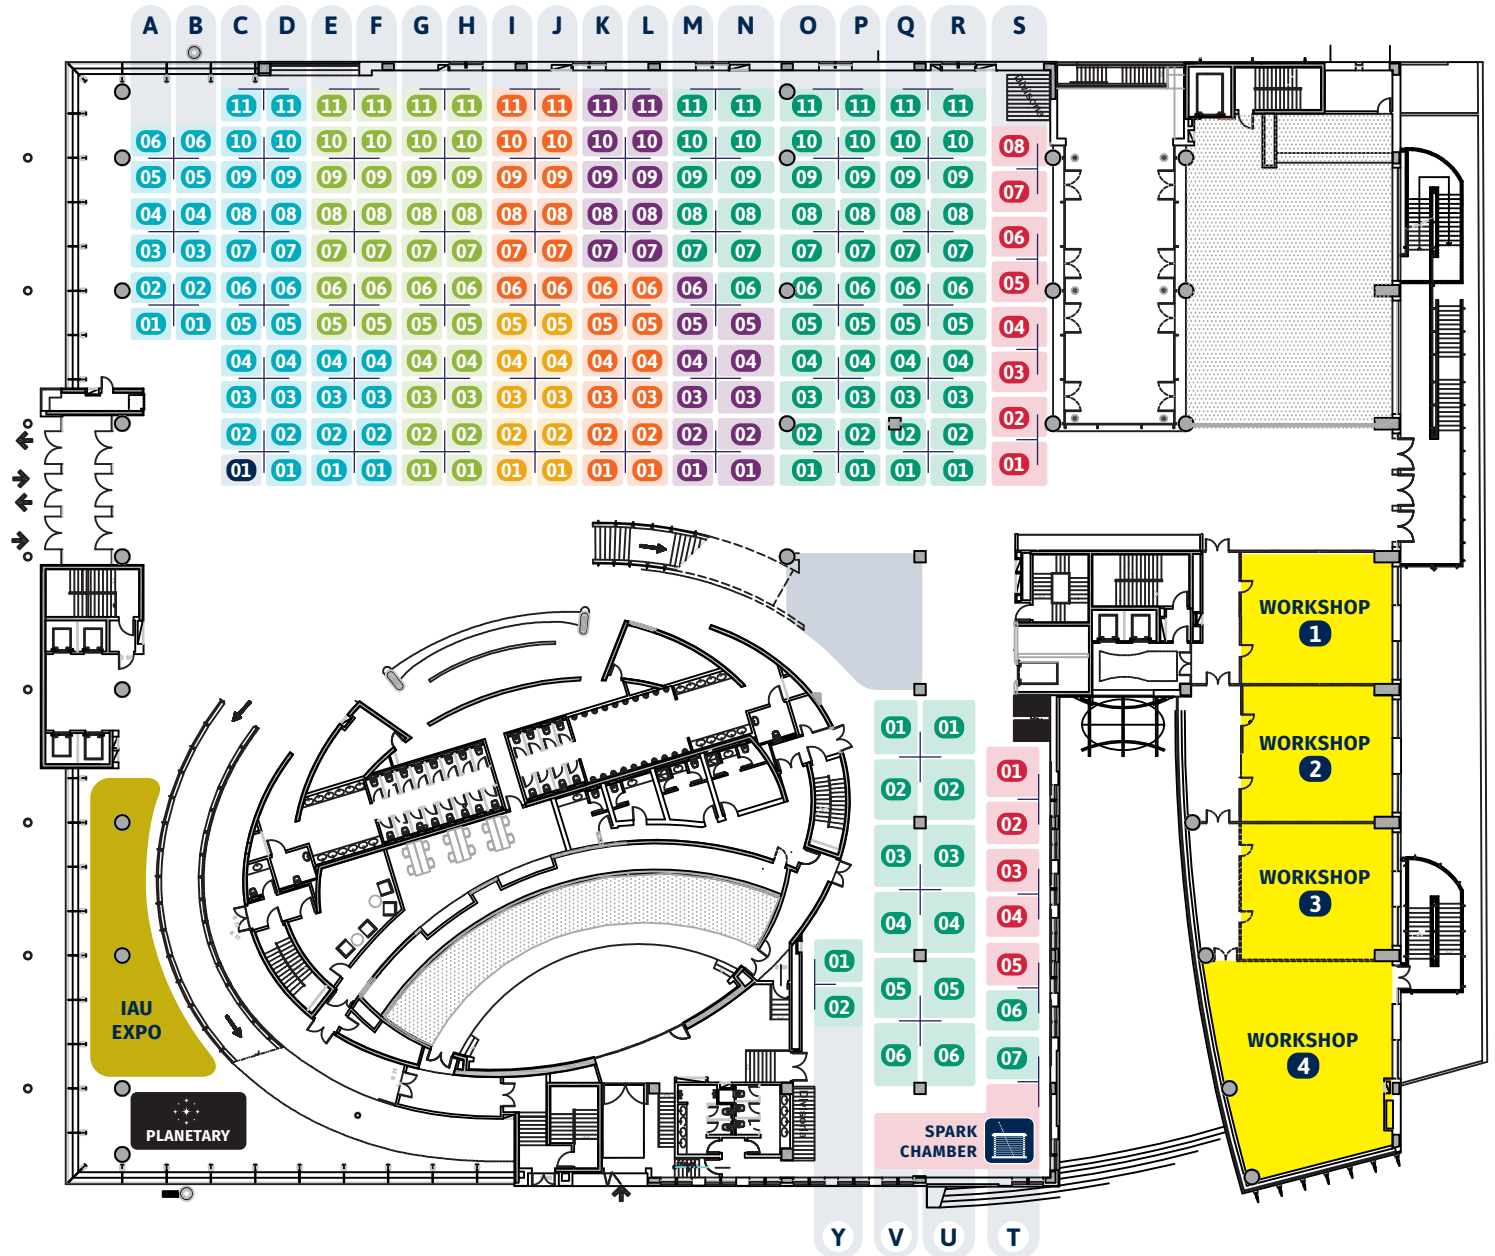 A B C D E F G H I J K L M N O P Q R S
11 11 11 11 11 11 11 11 11 11 11 11 11 11 11 11
06 06 10 10 10 10 10 10 10 10 10 10 10 10 10 10 10 10 08
05 05 09 09 09 09 09 09 09 09 09 09 09 09 09 09 09 09 07
04 04 08 08 08 08 08 08 08 08 08 08 08 08 08 08 08 08 06
03 03 07 07 07 07 07 07 07 07 07 07 07 07 07 07 07 07 05
02 02 06 06 06 06 06 06 06 06 06 06 06 06 06 06 06 06 04
01 01 05 05 05 05 05 05 05 05 05 05 05 05 05 05 05 05 03
04 04 04 04 04 04 04 04 04 04 04 04 04 04 04 04 02
03 03 03 03 03 03 03 03 03 03 03 03 03 03 03 03 01
02 02 02 02 02 02 02 02 02 02 02 02 02 02 02 02
01 01 01 01 01 01 01 01 01 01 01 01 01 01 01 01
WORKSHOP
1
WORKSHOP
2
WORKSHOP
3
WORKSHOP
4
01 01 01
02 02 02
03 03 03
04 04 04
05 05 05
06 06 06
07
01
02
IAU
EXPO
PLANETARY
SPARK
CHAMBER
Y V U T